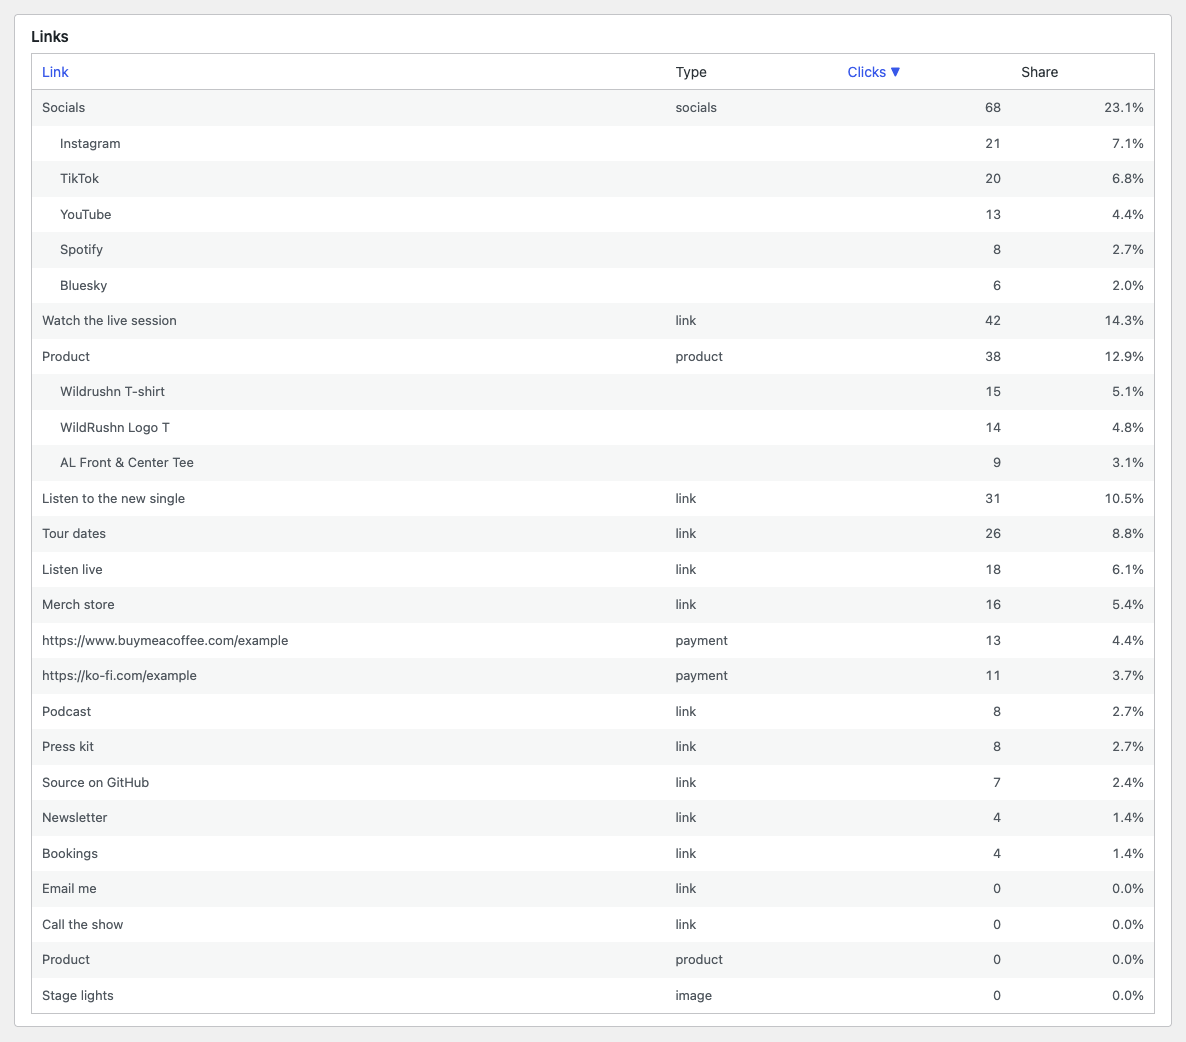 Links
Link Type Clicks ▼ Share
Socials socials 68 23.1%
Instagram 21 7.1%
TikTok 20 6.8%
YouTube 13 4.4%
Spotify 8 2.7%
Bluesky 6 2.0%
Watch the live session link 42 14.3%
Product product 38 12.9%
Wildrushn T-shirt 15 5.1%
WildRushn Logo T 14 4.8%
AL Front & Center Tee 9 3.1%
Listen to the new single link 31 10.5%
Tour dates link 26 8.8%
Listen live link 18 6.1%
Merch store link 16 5.4%
https://www.buymeacoffee.com/example payment 13 4.4%
https://ko-fi.com/example payment 11 3.7%
Podcast link 8 2.7%
Press kit link 8 2.7%
Source on GitHub link 7 2.4%
Newsletter link 4 1.4%
Bookings link 4 1.4%
Email me link 0 0.0%
Call the show link 0 0.0%
Product product 0 0.0%
Stage lights image 0 0.0%